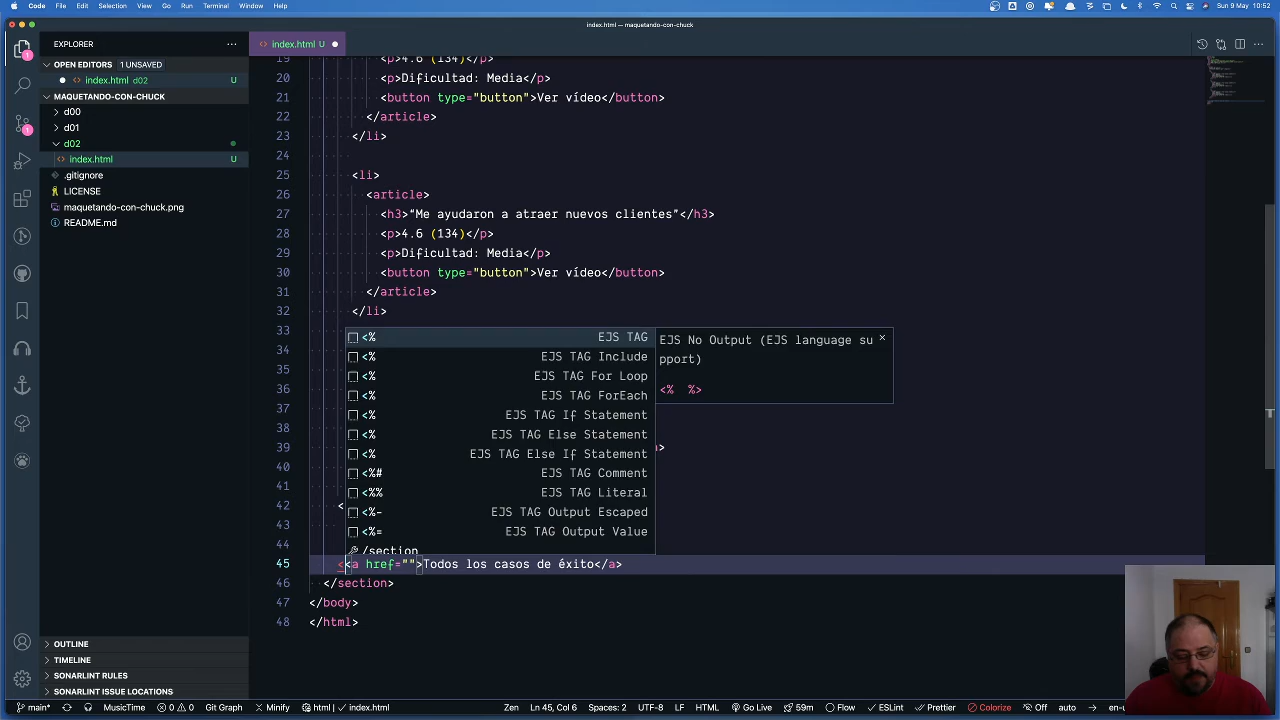 Code File Edit Selection View Go Run Terminal Window Help
Sun 9 May 10:52
index.html — maquetando-con-chuck
EXPLORER
index.html U
OPEN EDITORS 1 UNSAVED
index.html d02 U
MAQUETANDO-CON-CHUCK
d00
d01
d02
index.html U
.gitignore
LICENSE
maquetando-con-chuck.png
README.md
OUTLINE
TIMELINE
SONARLINT RULES
SONARLINT ISSUE LOCATIONS
19 <p>4.6 (134)</p>
20 <p>Dificultad: Media</p>
21 <button type="button">Ver vídeo</button>
22 </article>
23 </li>
24
25 <li>
26 <article>
27 <h3>“Me ayudaron a atraer nuevos clientes”</h3>
28 <p>4.6 (134)</p>
29 <p>Dificultad: Media</p>
30 <button type="button">Ver vídeo</button>
31 </article>
32 </li>
33
34
35
36
37
38
39 >
40
41
42 <
43
44
45 <<a href="">Todos los casos de éxito</a>
46 </section>
47 </body>
48 </html>
<% EJS TAG
<% EJS TAG Include
<% EJS TAG For Loop
<% EJS TAG ForEach
<% EJS TAG If Statement
<% EJS TAG Else Statement
<% EJS TAG Else If Statement
<%# EJS TAG Comment
<%% EJS TAG Literal
<%- EJS TAG Output Escaped
<%= EJS TAG Output Value
/section
EJS No Output (EJS language su
pport)
<% %>
main* 0 0 MusicTime Git Graph Minify html | index.html Zen Ln 45, Col 6 Spaces: 2 UTF-8 LF HTML Go Live 59m Flow ESLint Prettier Colorize Off auto en-u